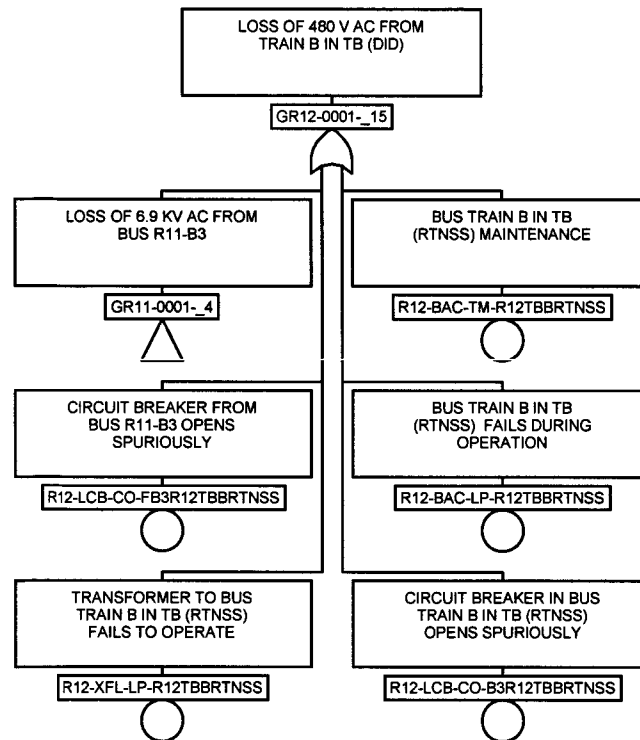 LOSS OF 480 V AC FROM
TRAIN B IN TB (DID)
GR12-0001-_15
LOSS OF 6.9 KV AC FROM
BUS R11-B3
GR11-0001-_4
BUS TRAIN B IN TB
(RTNSS) MAINTENANCE
R12-BAC-TM-R12TBBRTNSS
CIRCUIT BREAKER FROM
BUS R11-B3 OPENS
SPURIOUSLY
R12-LCB-CO-FB3R12TBBRTNSS
BUS TRAIN B IN TB
(RTNSS) FAILS DURING
OPERATION
R12-BAC-LP-R12TBBRTNSS
TRANSFORMER TO BUS
TRAIN B IN TB (RTNSS)
FAILS TO OPERATE
R12-XFL-LP-R12TBBRTNSS
CIRCUIT BREAKER IN BUS
TRAIN B IN TB (RTNSS)
OPENS SPURIOUSLY
R12-LCB-CO-B3R12TBBRTNSS